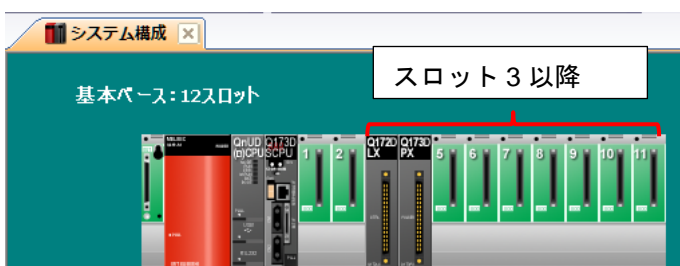 システム構成
スロット3以降
基本ベース:12スロット
QnUD
(□)CPU
Q173D
SCPU
1
2
Q172D
LX
Q173D
PX
5
6
7
8
9
10
11